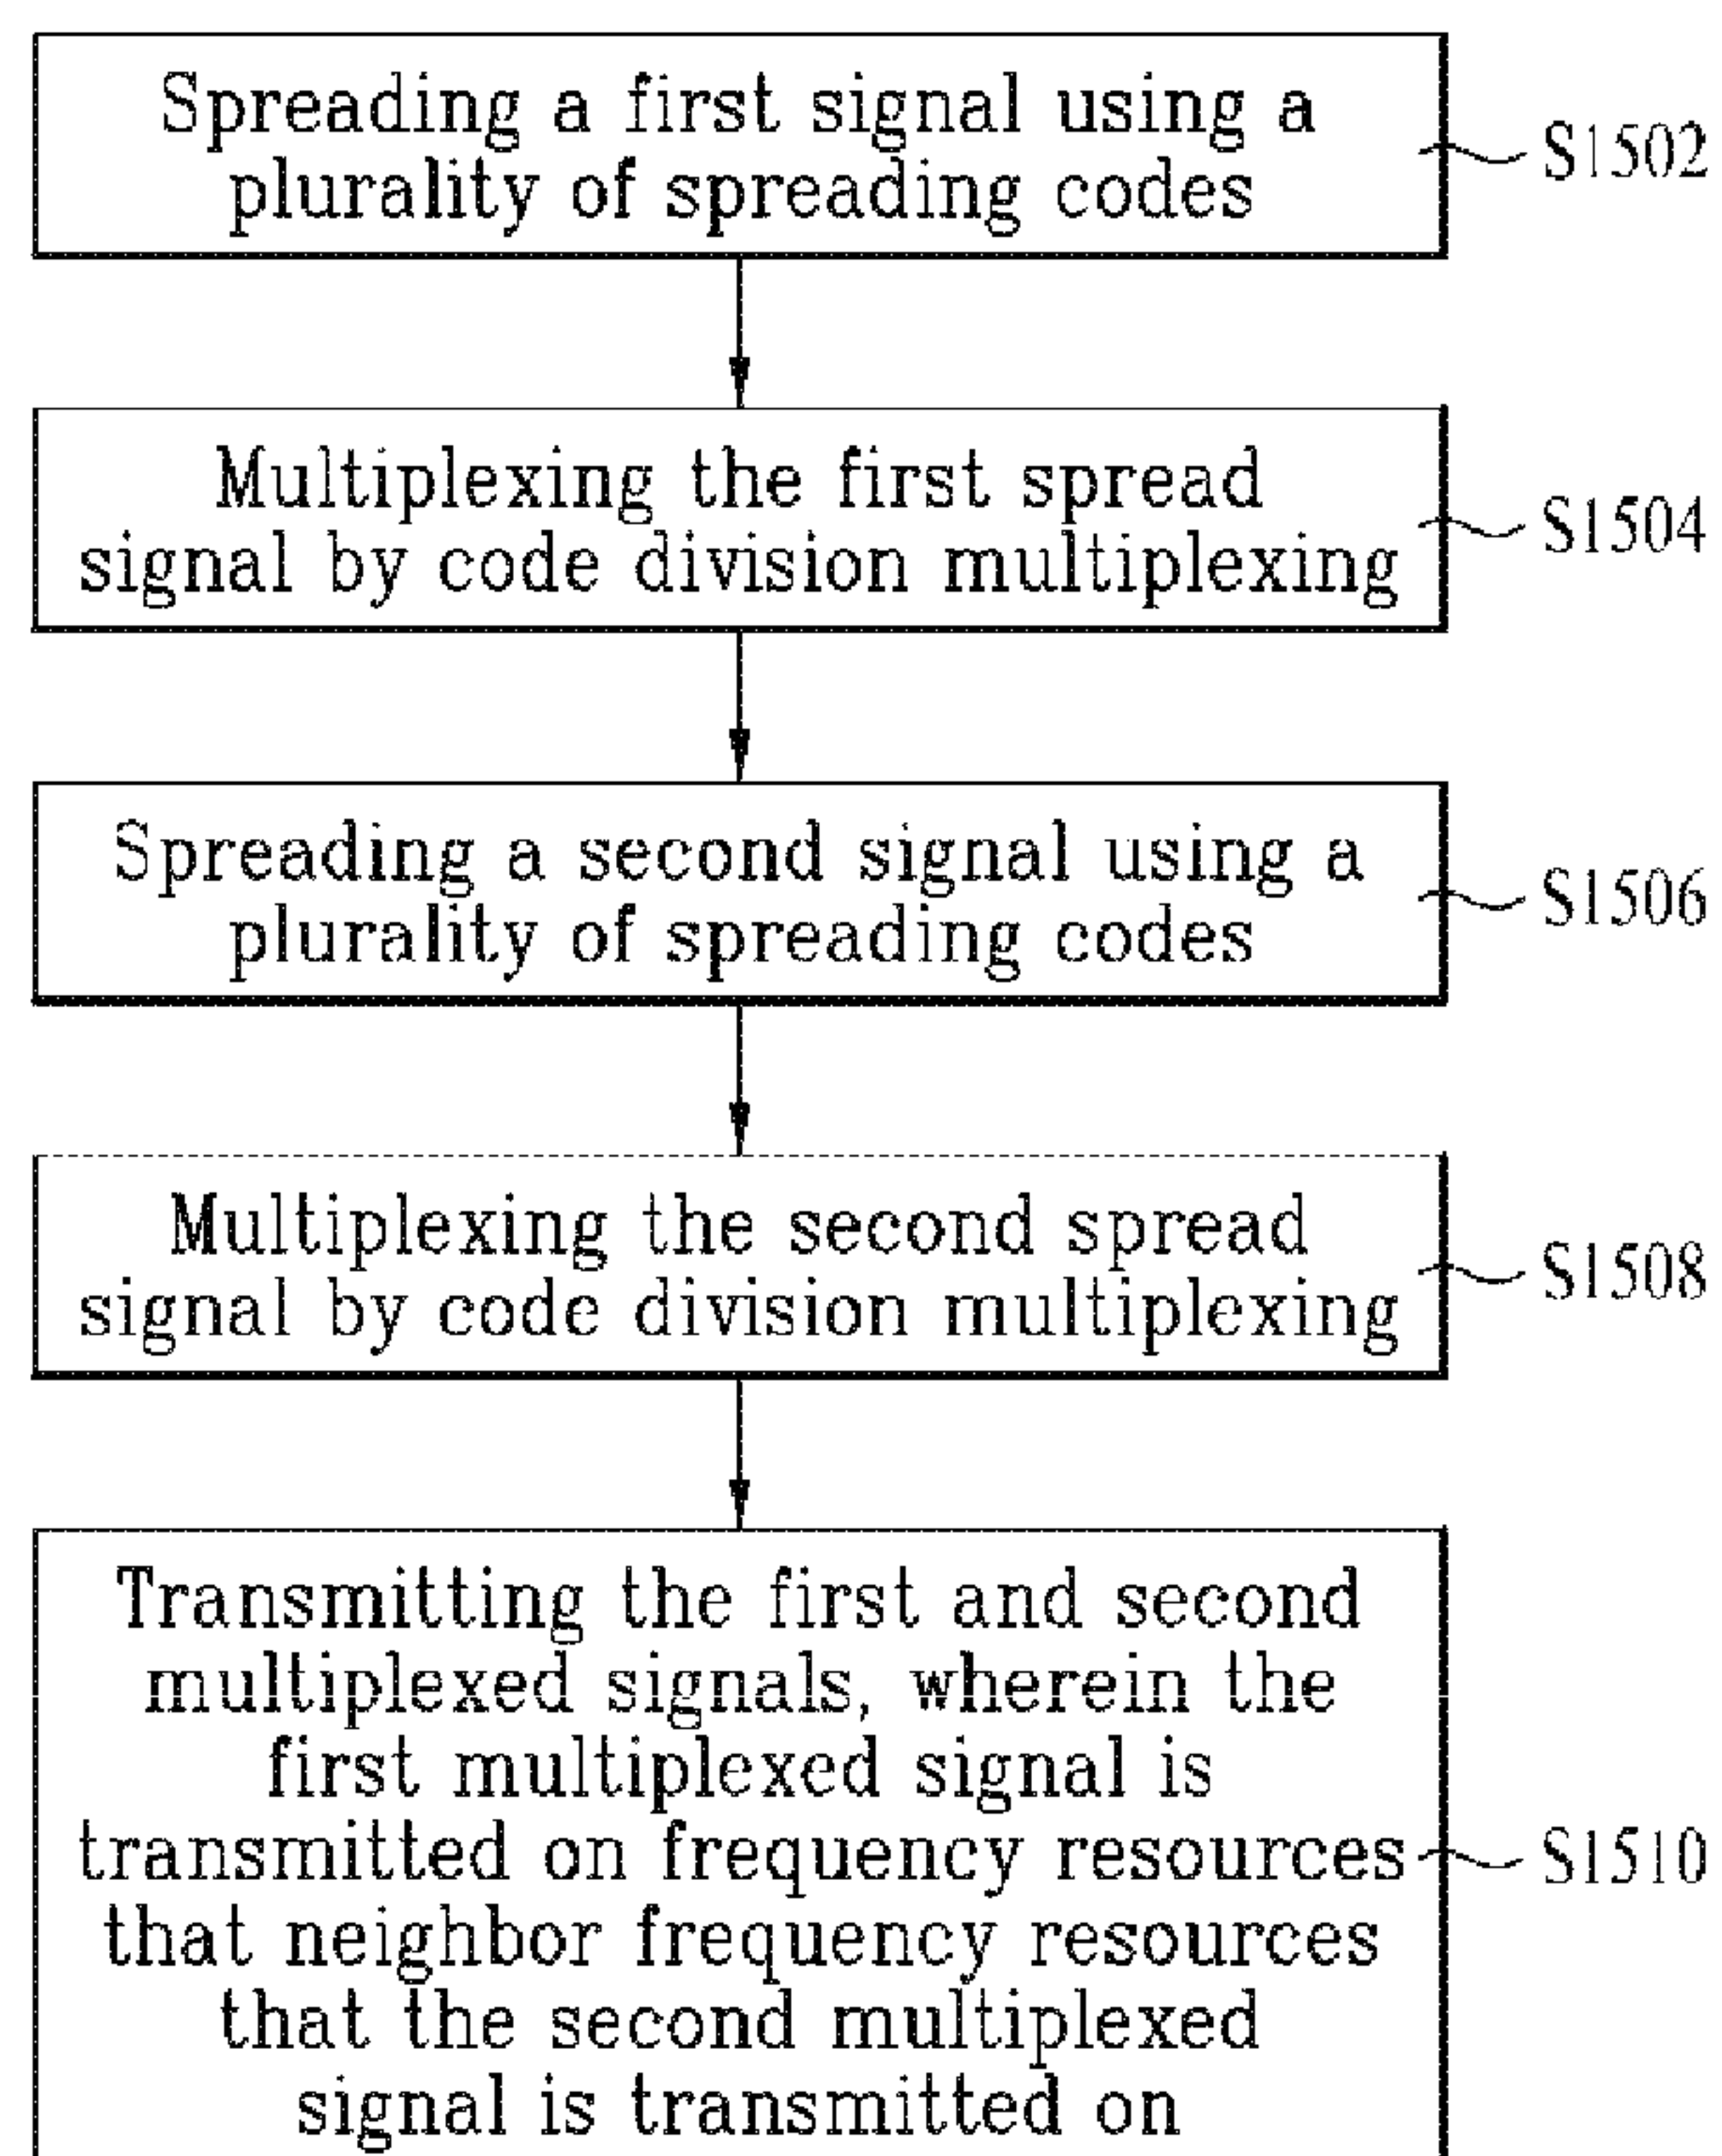 Spreading a first signal using a
plurality of spreading codes
S1502
Multiplexing the first spread
signal by code division multiplexing
S1504
Spreading a second signal using a
plurality of spreading codes
S1506
Multiplexing the second spread
signal by code division multiplexing
S1508
Transmitting the first and second
multiplexed signals, wherein the
first multiplexed signal is
transmitted on frequency resources
that neighbor frequency resources
that the second multiplexed
signal is transmitted on
S1510